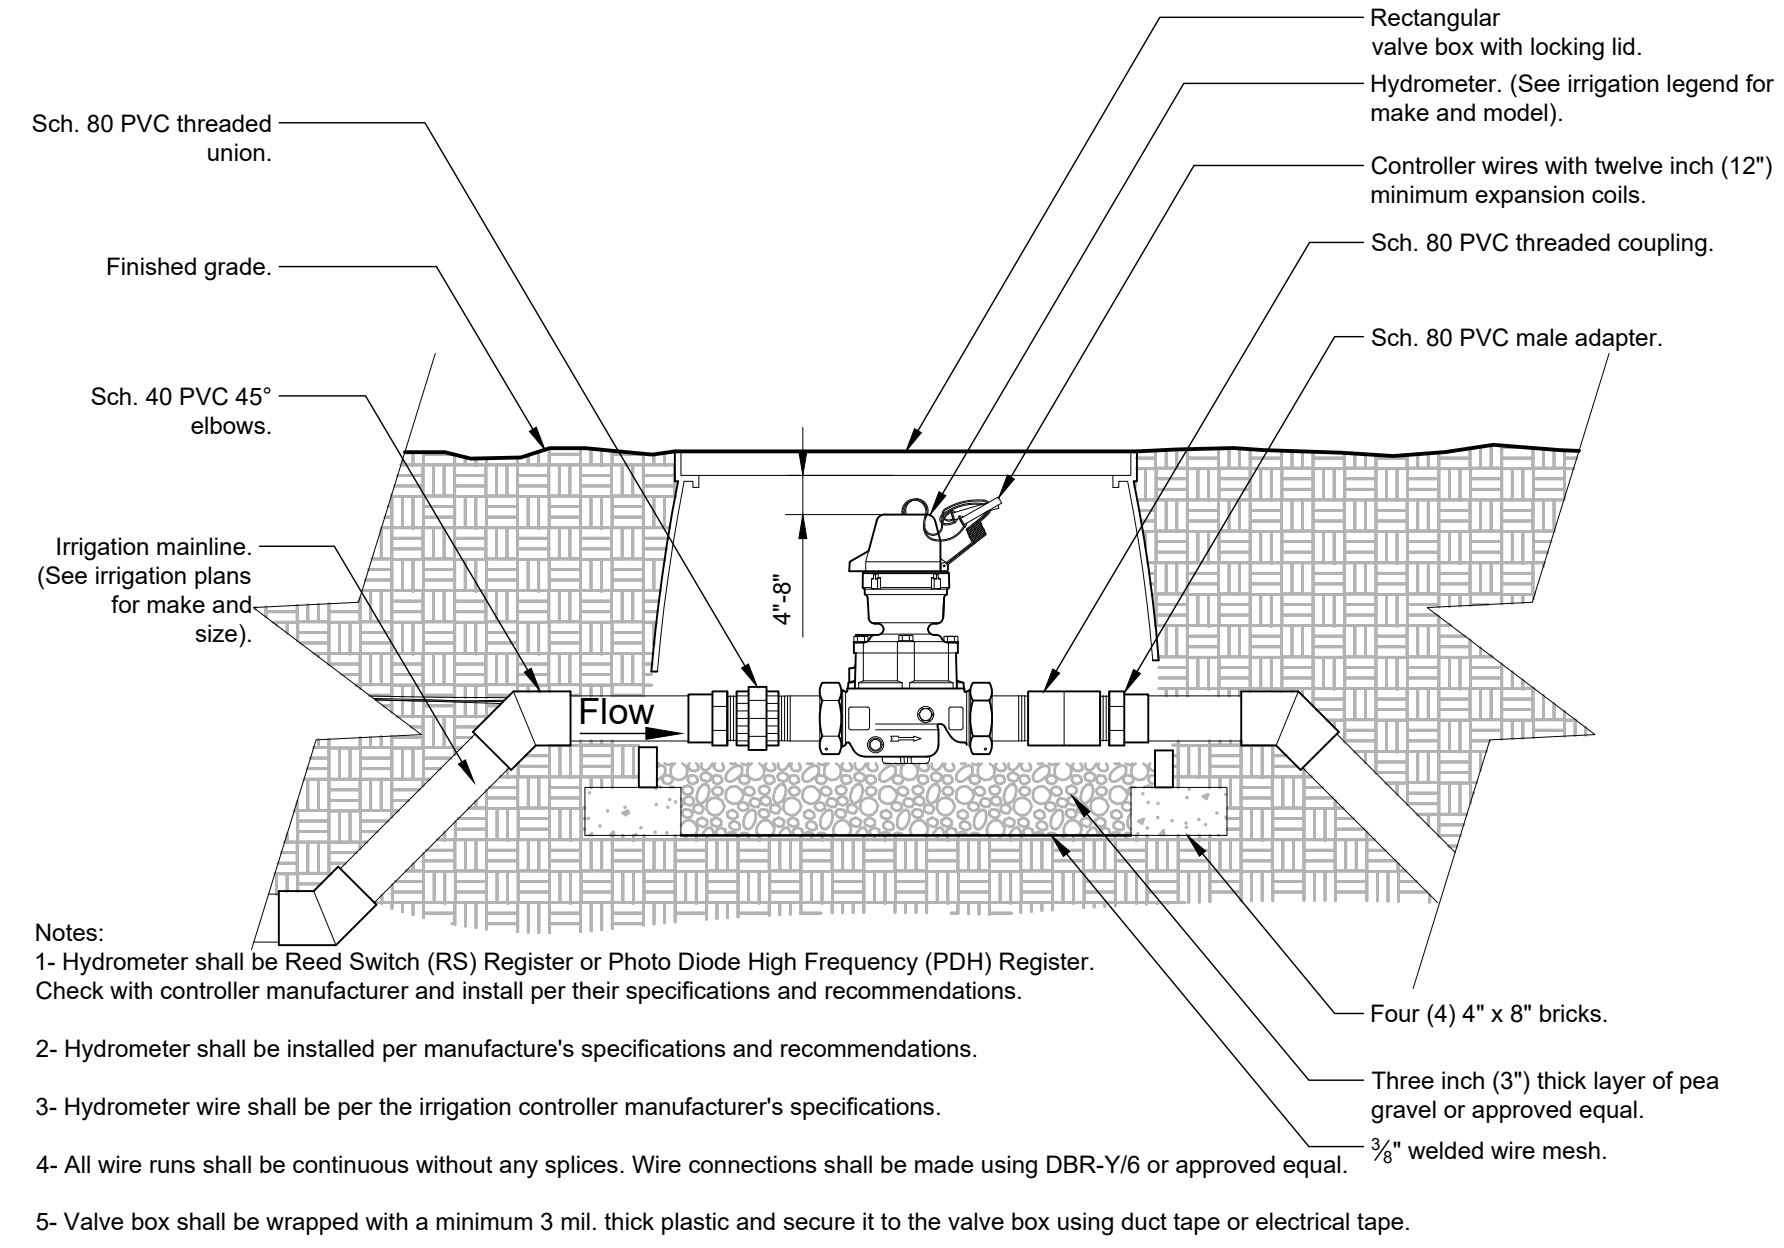 Rectangular
valve box with locking lid.
Hydrometer. (See irrigation legend for
make and model).
Controller wires with twelve inch (12")
minimum expansion coils.
Sch. 80 PVC threaded coupling.
Sch. 80 PVC male adapter.
Sch. 80 PVC threaded
union.
Finished grade.
Sch. 40 PVC 45°
elbows.
Irrigation mainline.
(See irrigation plans
for make and
size).
4"-8"
Flow
Four (4) 4" x 8" bricks.
Three inch (3") thick layer of pea
gravel or approved equal.
3/8" welded wire mesh.
Notes:
1- Hydrometer shall be Reed Switch (RS) Register or Photo Diode High Frequency (PDH) Register.
Check with controller manufacturer and install per their specifications and recommendations.
2- Hydrometer shall be installed per manufacture's specifications and recommendations.
3- Hydrometer wire shall be per the irrigation controller manufacturer's specifications.
4- All wire runs shall be continuous without any splices. Wire connections shall be made using DBR-Y/6 or approved equal.
5- Valve box shall be wrapped with a minimum 3 mil. thick plastic and secure it to the valve box using duct tape or electrical tape.